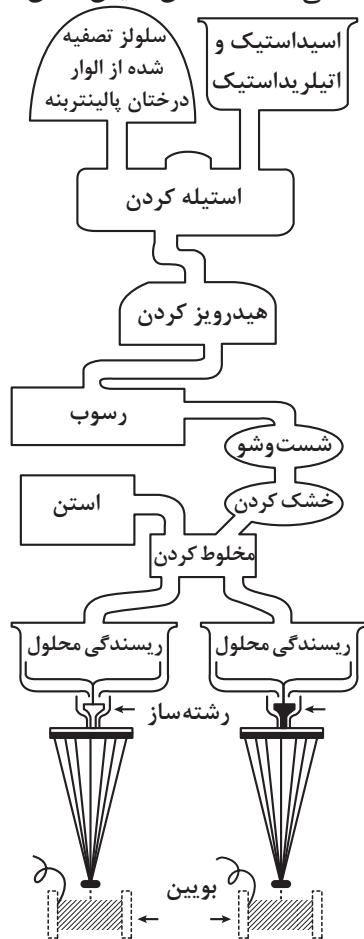 سلولز تصفیه
شده از الوار
درختان پالینتربنه
اسیداستیک و
اتیلریداستیک
استیله کردن
هیدرویز کردن
رسوب
شست‌وشو
خشک کردن
استن
مخلوط کردن
ریسندگی محلول
ریسندگی محلول
رشته‌ساز
بوبین